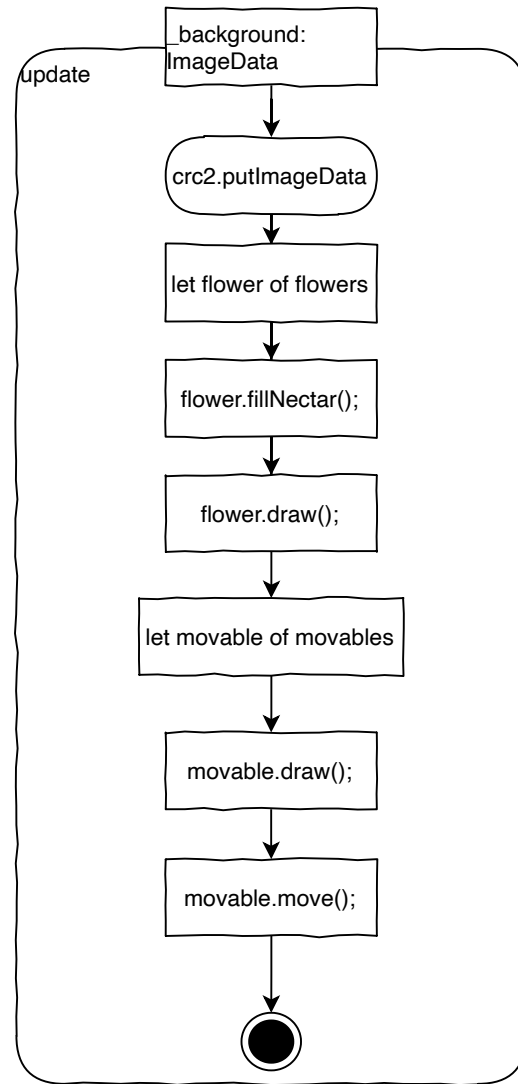 _background:
ImageData
update
crc2.putImageData
let flower of flowers
flower.fillNectar();
flower.draw();
let movable of movables
movable.draw();
movable.move();